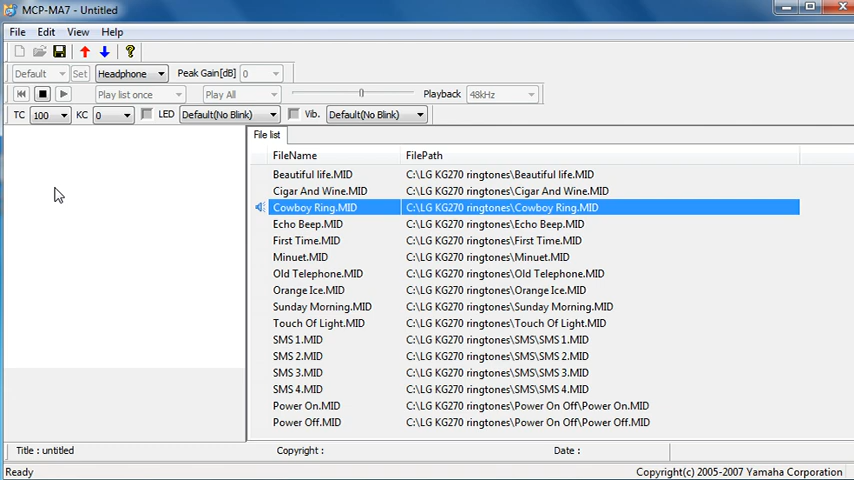 MCP-MA7 - Untitled
File Edit View Help
Default Set Headphone Peak Gain[dB] 0
Play list once Play All Playback 48kHz
TC 100 KC 0 LED Default(No Blink) Vib. Default(No Blink)
File list
FileName FilePath
Beautiful life.MID C:\LG KG270 ringtones\Beautiful life.MID
Cigar And Wine.MID C:\LG KG270 ringtones\Cigar And Wine.MID
Cowboy Ring.MID C:\LG KG270 ringtones\Cowboy Ring.MID
Echo Beep.MID C:\LG KG270 ringtones\Echo Beep.MID
First Time.MID C:\LG KG270 ringtones\First Time.MID
Minuet.MID C:\LG KG270 ringtones\Minuet.MID
Old Telephone.MID C:\LG KG270 ringtones\Old Telephone.MID
Orange Ice.MID C:\LG KG270 ringtones\Orange Ice.MID
Sunday Morning.MID C:\LG KG270 ringtones\Sunday Morning.MID
Touch Of Light.MID C:\LG KG270 ringtones\Touch Of Light.MID
SMS 1.MID C:\LG KG270 ringtones\SMS\SMS 1.MID
SMS 2.MID C:\LG KG270 ringtones\SMS\SMS 2.MID
SMS 3.MID C:\LG KG270 ringtones\SMS\SMS 3.MID
SMS 4.MID C:\LG KG270 ringtones\SMS\SMS 4.MID
Power On.MID C:\LG KG270 ringtones\Power On Off\Power On.MID
Power Off.MID C:\LG KG270 ringtones\Power On Off\Power Off.MID
Title : untitled Copyright : Date :
Ready Copyright(c) 2005-2007 Yamaha Corporation